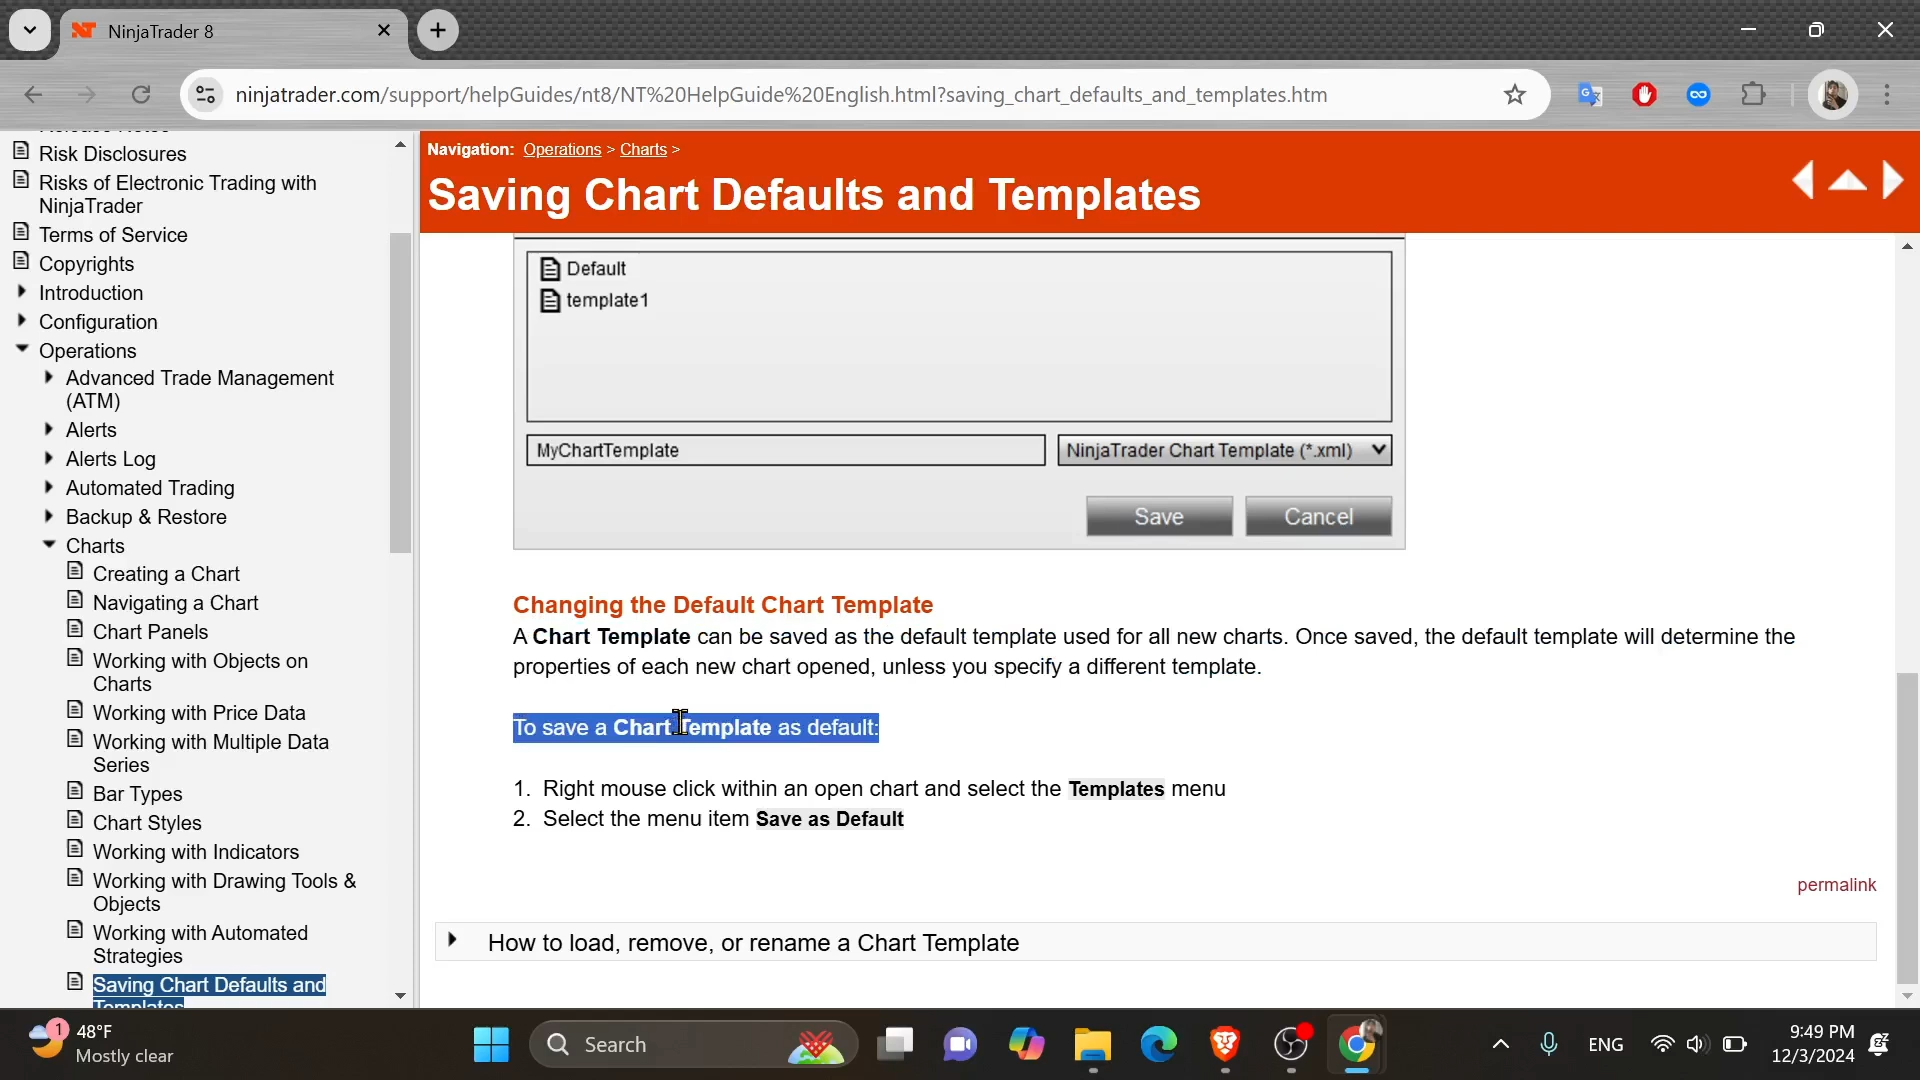 NinjaTrader 8
ninjatrader.com/support/helpGuides/nt8/NT%20HelpGuide%20English.html?saving_chart_defaults_and_templates.htm
Risk Disclosures
Risks of Electronic Trading with
NinjaTrader
Terms of Service
Copyrights
Introduction
Configuration
Operations
Advanced Trade Management
(ATM)
Alerts
Alerts Log
Automated Trading
Backup & Restore
Charts
Creating a Chart
Navigating a Chart
Chart Panels
Working with Objects on
Charts
Working with Price Data
Working with Multiple Data
Series
Bar Types
Chart Styles
Working with Indicators
Working with Drawing Tools &
Objects
Working with Automated
Strategies
Saving Chart Defaults and
Templates
Navigation: Operations > Charts >
Saving Chart Defaults and Templates
Default
template1
MyChartTemplate
NinjaTrader Chart Template (*.xml)
Save
Cancel
Changing the Default Chart Template
A Chart Template can be saved as the default template used for all new charts. Once saved, the default template will determine the
properties of each new chart opened, unless you specify a different template.
To save a Chart Template as default:
1. Right mouse click within an open chart and select the Templates menu
2. Select the menu item Save as Default
permalink
How to load, remove, or rename a Chart Template
1
48°F
Mostly clear
Search
ENG
9:49 PM
12/3/2024